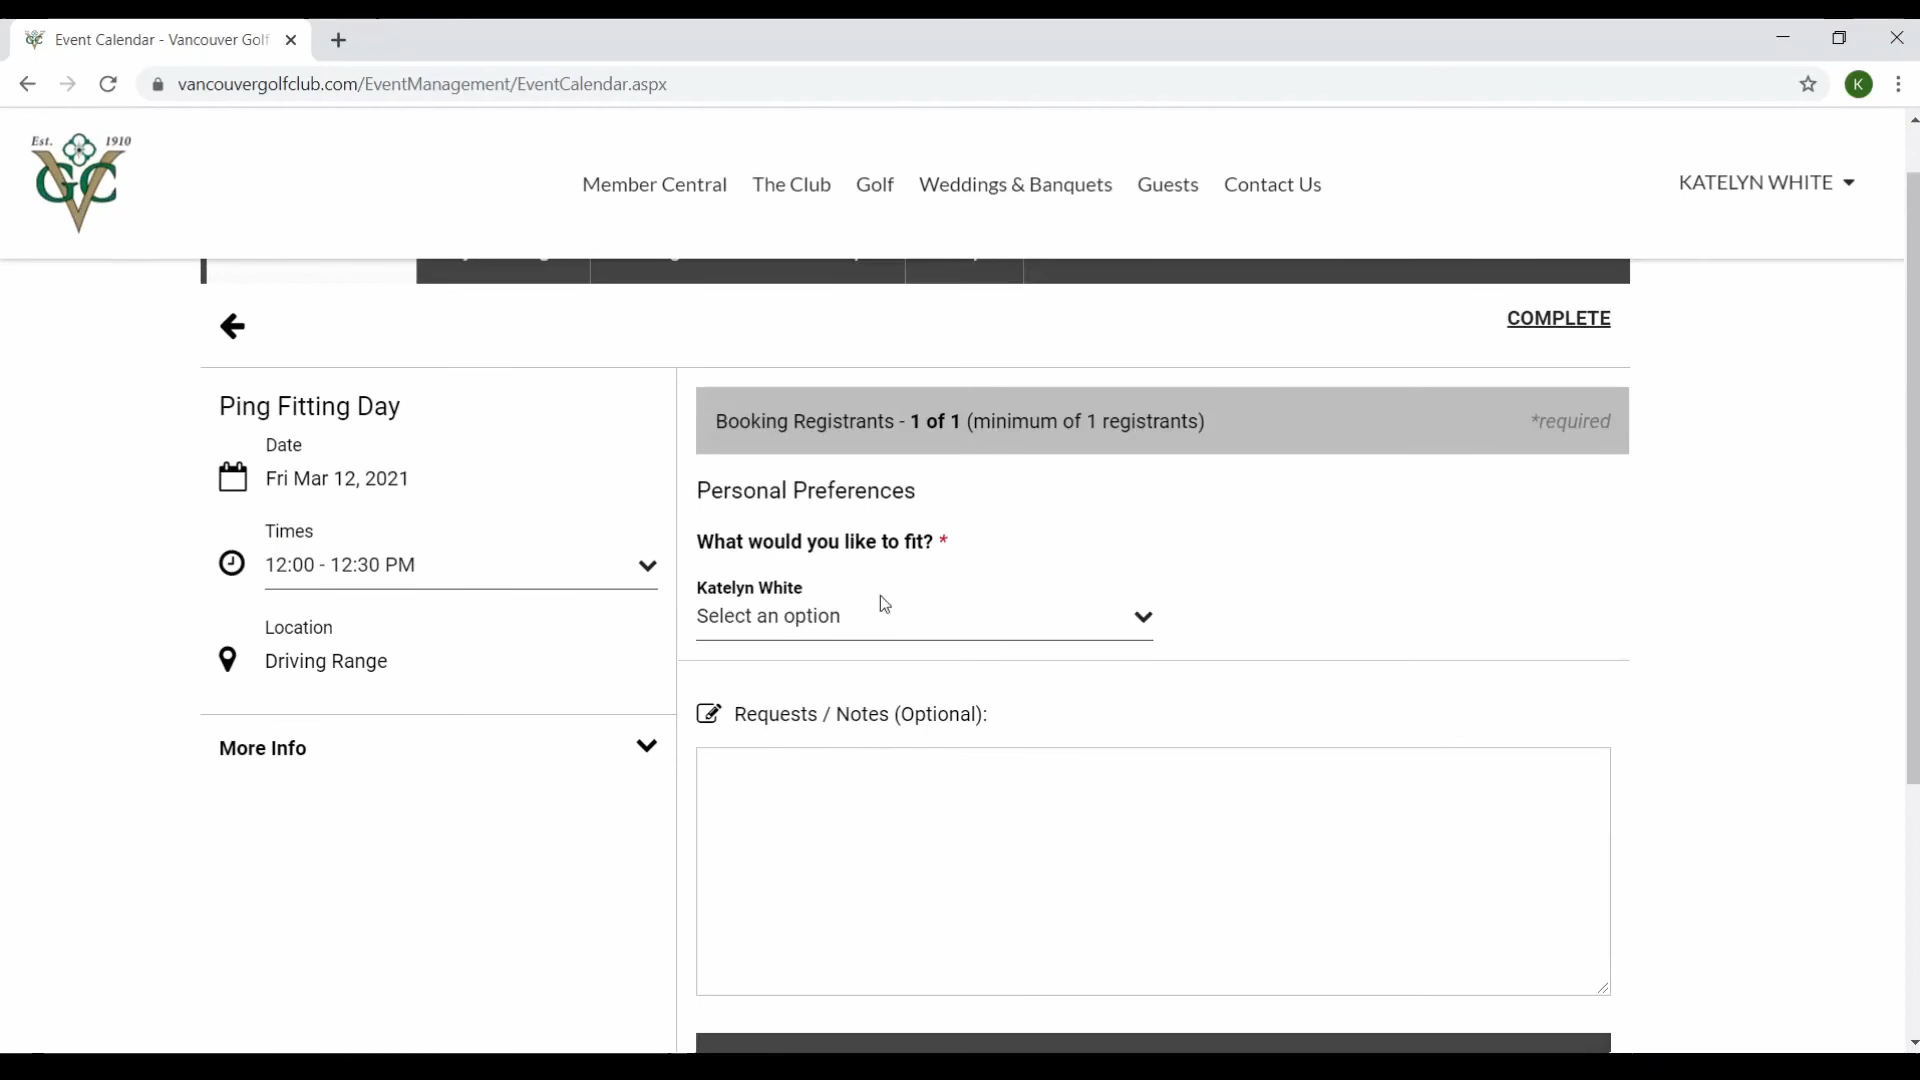 Event Calendar - Vancouver Golf
vancouvergolfclub.com/EventManagement/EventCalendar.aspx
K
Est. 1910
VGC
Member Central The Club Golf Weddings & Banquets Guests Contact Us
KATELYN WHITE
COMPLETE
Ping Fitting Day
Date
Fri Mar 12, 2021
Times
12:00 - 12:30 PM
Location
Driving Range
More Info
Booking Registrants - 1 of 1 (minimum of 1 registrants) *required
Personal Preferences
What would you like to fit? *
Katelyn White
Select an option
Requests / Notes (Optional):